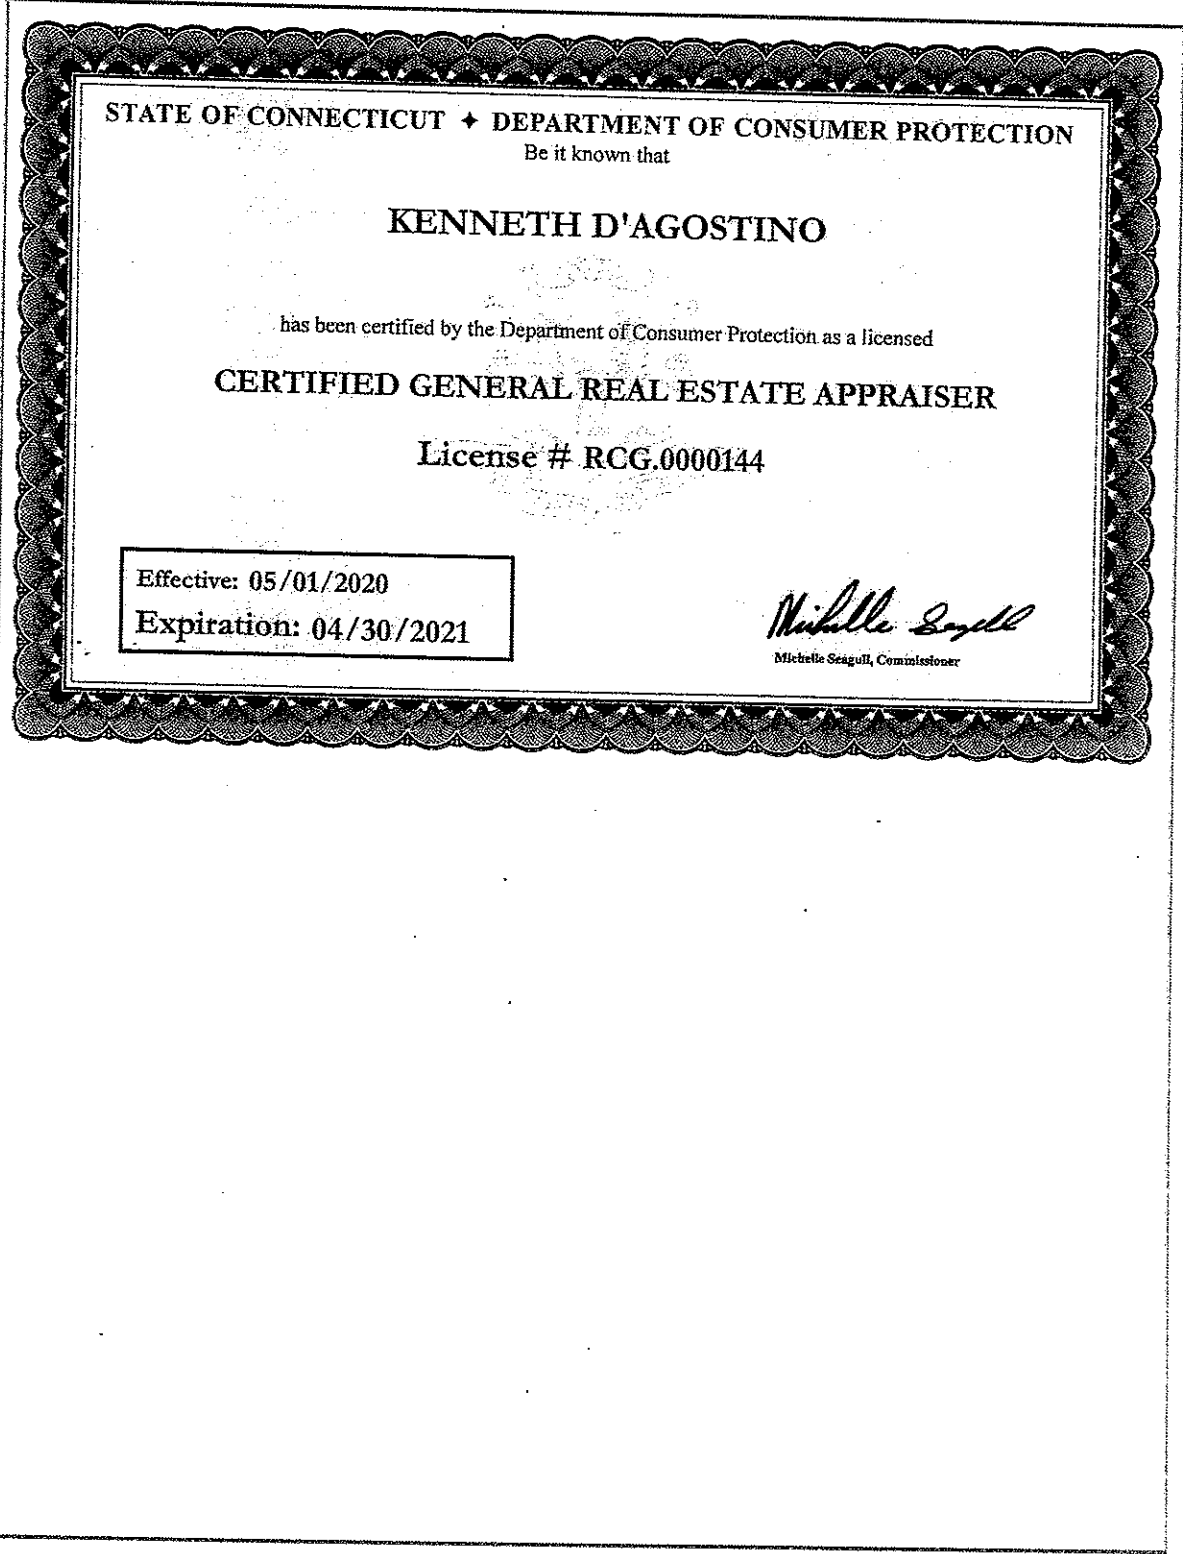 STATE OF CONNECTICUT ✦ DEPARTMENT OF CONSUMER PROTECTION
Be it known that
KENNETH D'AGOSTINO
has been certified by the Department of Consumer Protection as a licensed
CERTIFIED GENERAL REAL ESTATE APPRAISER
License # RCG.0000144
Effective: 05/01/2020
Expiration: 04/30/2021
Michelle Seagull
Michelle Seagull, Commissioner